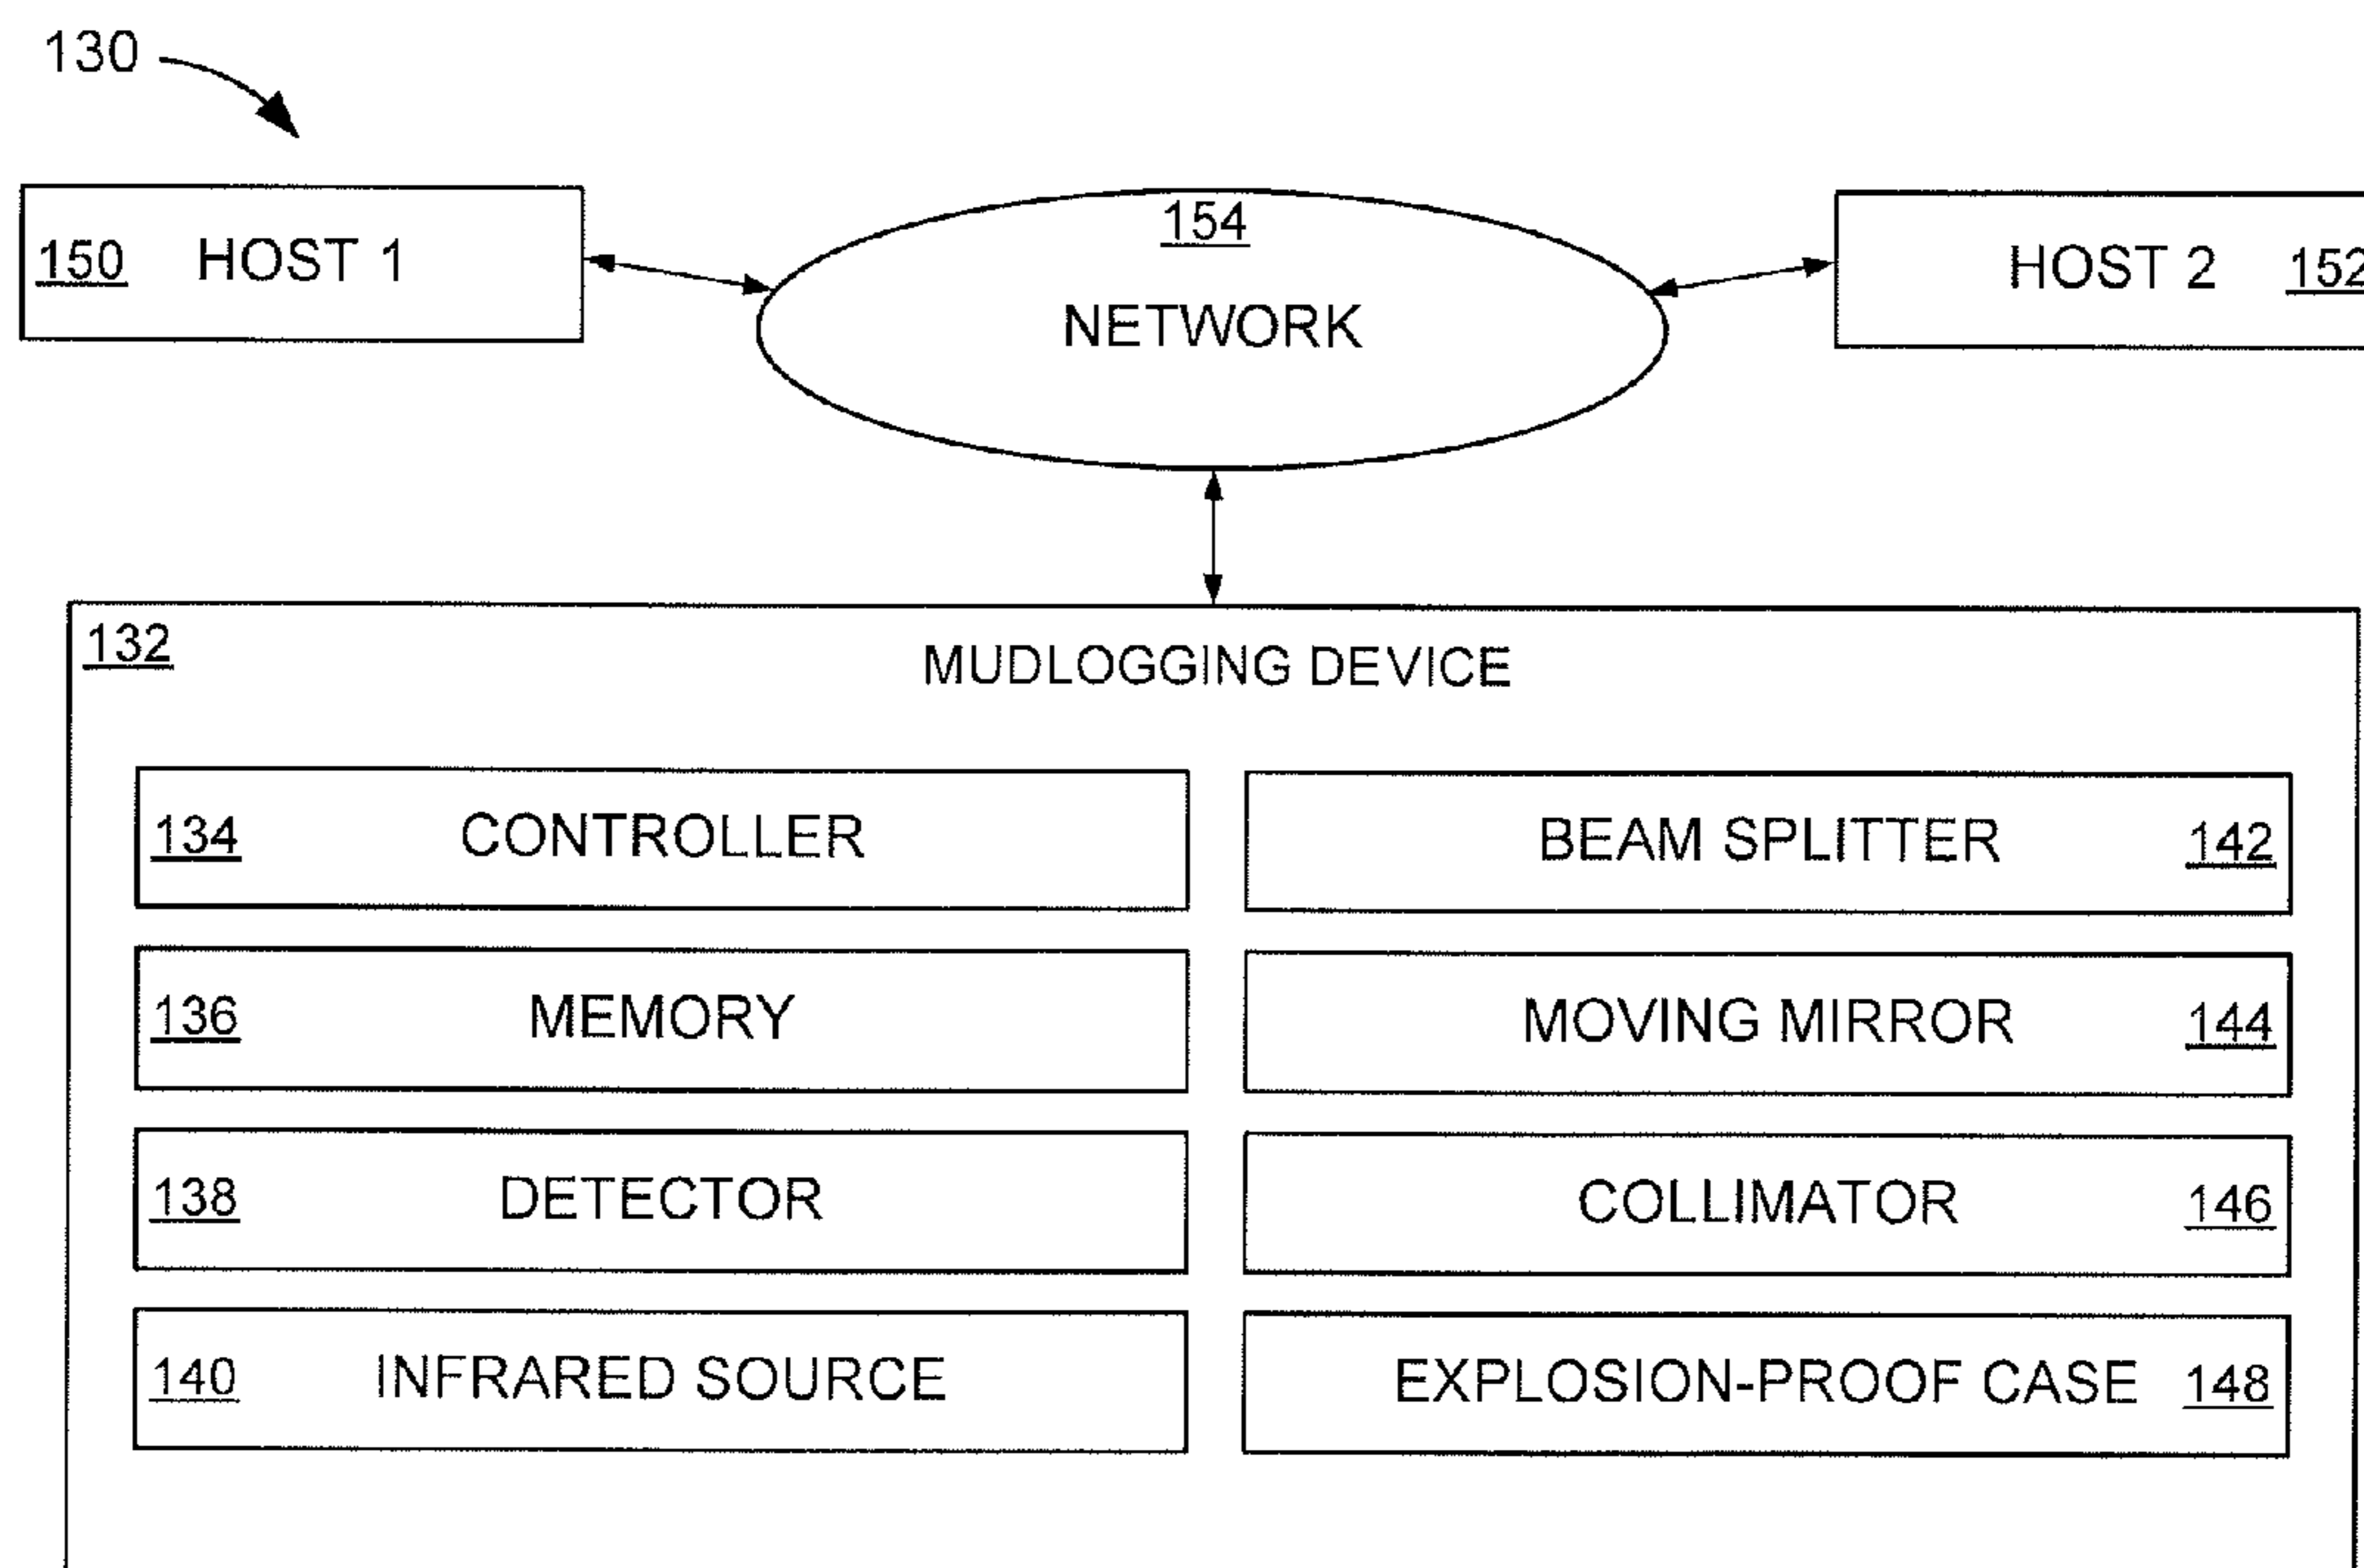 130
150 HOST 1
154
NETWORK
HOST 2 152
132
MUDLOGGING DEVICE
134 CONTROLLER
BEAM SPLITTER 142
136 MEMORY
MOVING MIRROR 144
138 DETECTOR
COLLIMATOR 146
140 INFRARED SOURCE
EXPLOSION-PROOF CASE 148